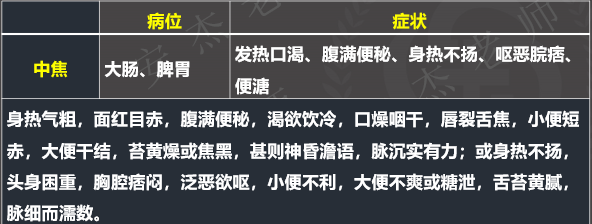 病位
症状
中焦
大肠、脾胃
发热口渴、腹满便秘、身热不扬、呕恶脘痞、
便溏
身热气粗，面红目赤，腹满便秘，渴欲饮冷，口燥咽干，唇裂舌焦，小便短
赤，大便干结，苔黄燥或焦黑，甚则神昏谵语，脉沉实有力；或身热不扬，
头身困重，胸腔痞闷，泛恶欲呕，小便不利，大便不爽或糖泄，舌苔黄腻，
脉细而濡数。